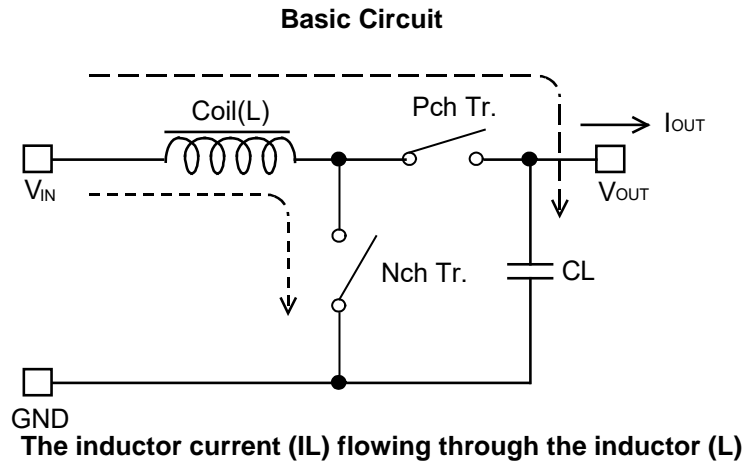 Basic Circuit
Coil(L)
Pch Tr.
IOUT
VIN
VOUT
Nch Tr.
CL
GND
The inductor current (IL) flowing through the inductor (L)